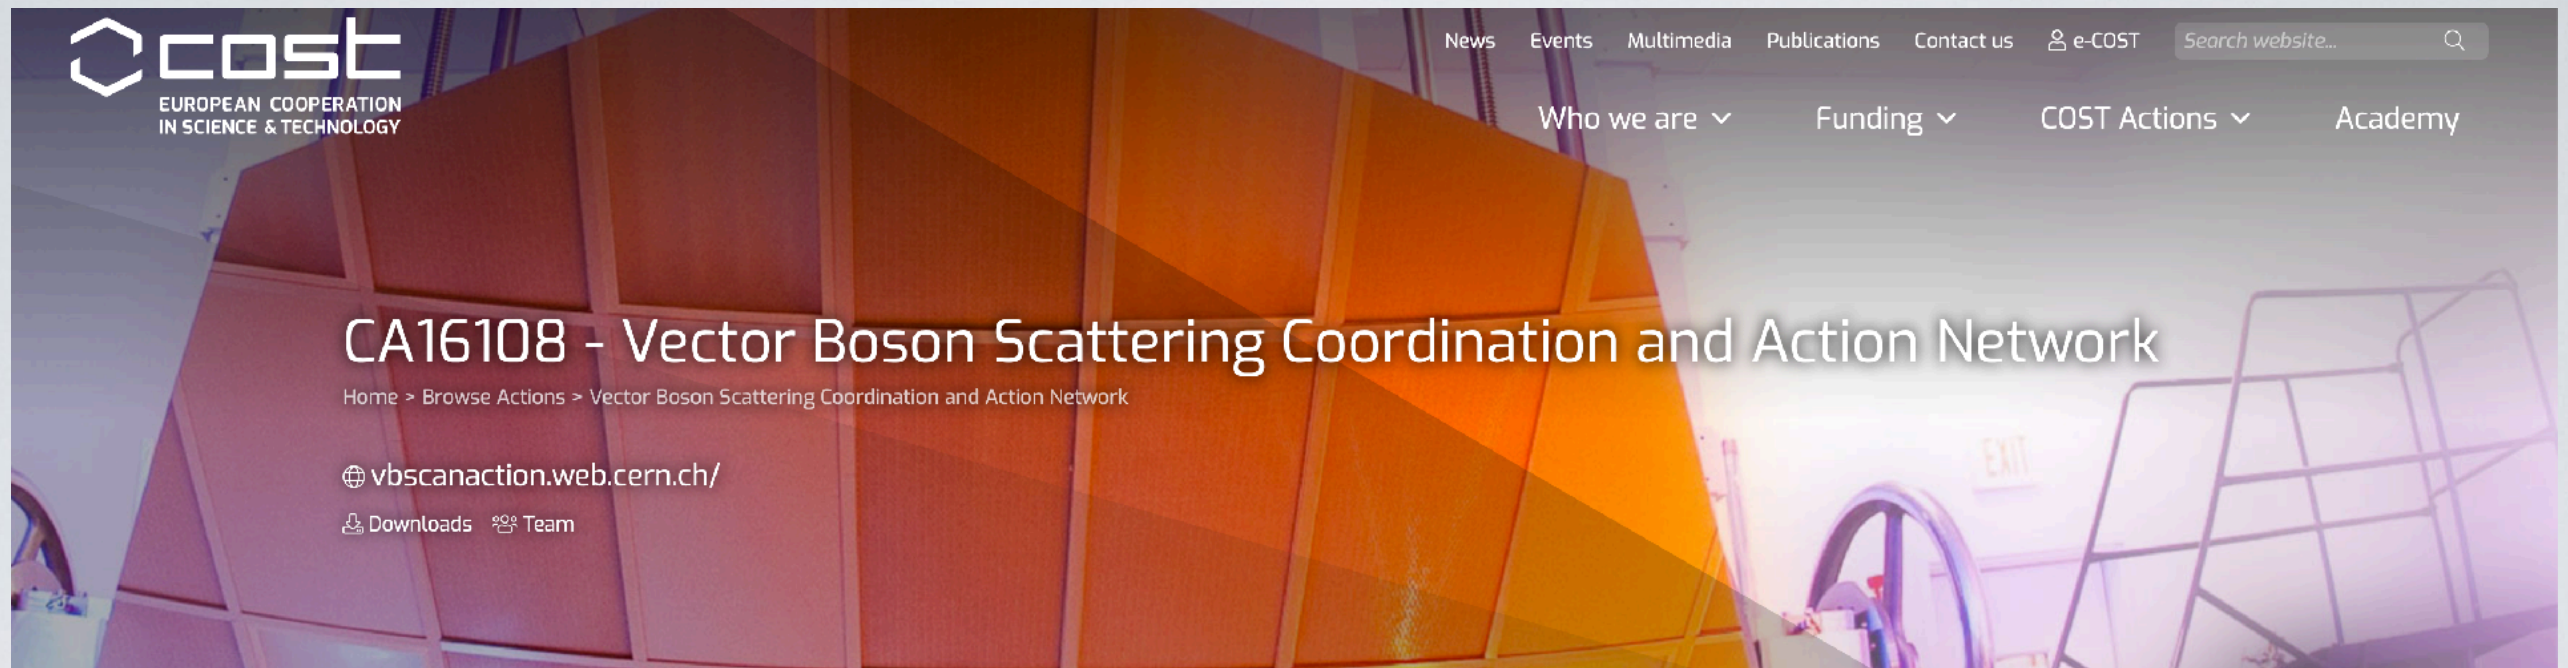 cost
EUROPEAN COOPERATION
IN SCIENCE & TECHNOLOGY
News Events Multimedia Publications Contact us e-COST Search website...
Who we are Funding COST Actions Academy
CA16108 - Vector Boson Scattering Coordination and Action Network
Home > Browse Actions > Vector Boson Scattering Coordination and Action Network
vbscanaction.web.cern.ch/
Downloads Team
EXIT